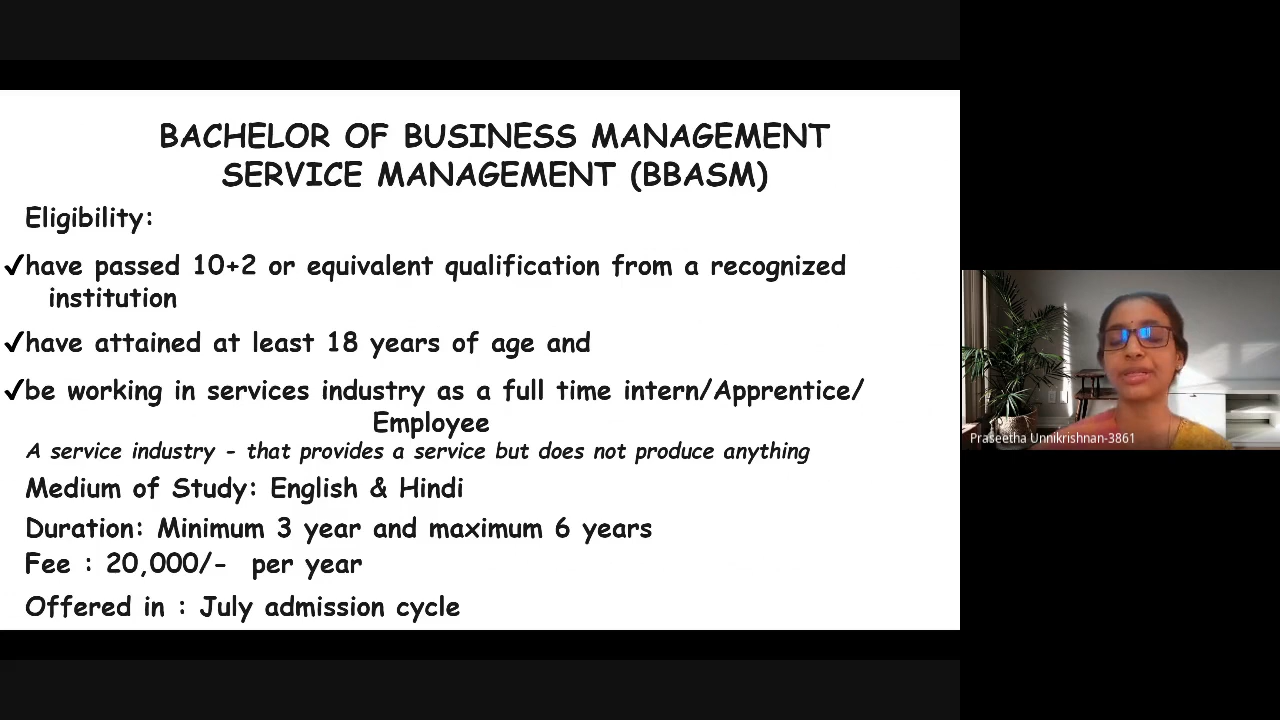 BACHELOR OF BUSINESS MANAGEMENT
SERVICE MANAGEMENT (BBASM)
Eligibility:
✓have passed 10+2 or equivalent qualification from a recognized
institution
✓have attained at least 18 years of age and
✓be working in services industry as a full time intern/Apprentice/
Employee
A service industry - that provides a service but does not produce anything
Medium of Study: English & Hindi
Duration: Minimum 3 year and maximum 6 years
Fee : 20,000/- per year
Offered in : July admission cycle
Praseetha Unnikrishnan-3861